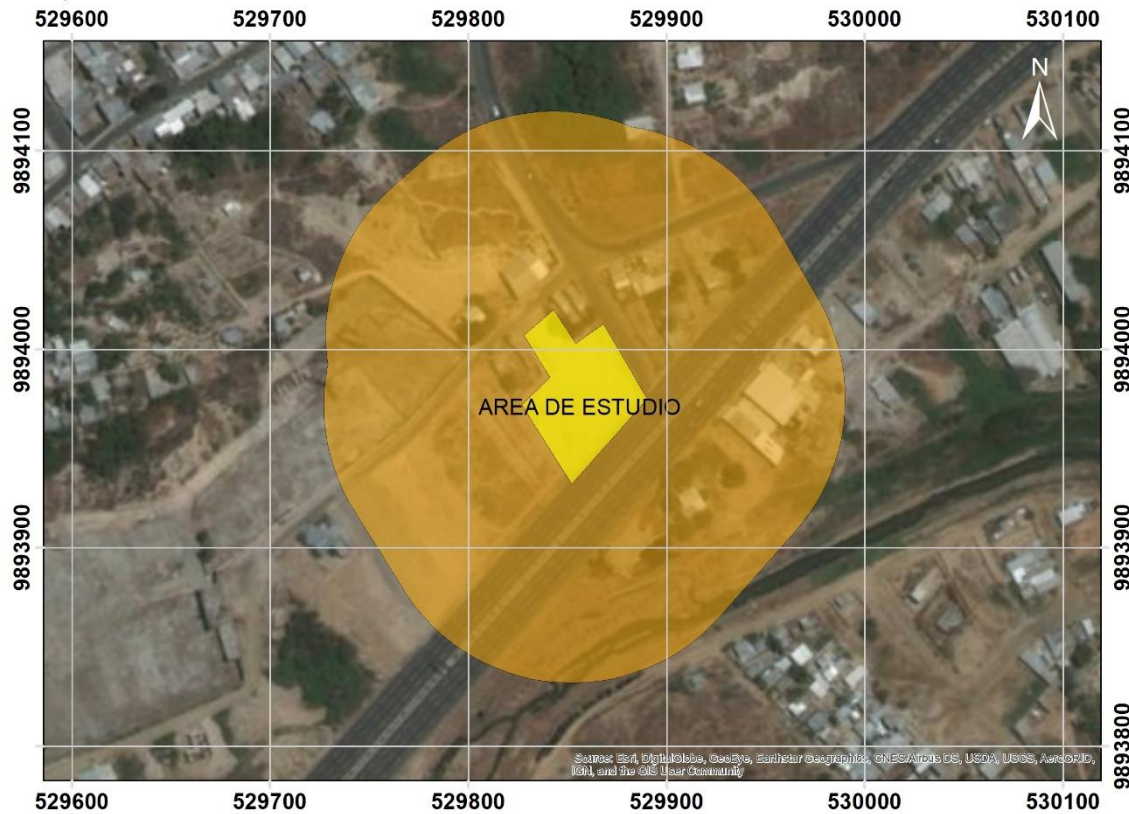 529600 529700 529800 529900 530000 530100
N
9894100 9894100
9894000 9894000
AREA DE ESTUDIO
9893900 9893900
9893800
Source: Esri, DigitalGlobe, GeoEye, Earthstar Geographics, CNES/Airbus DS, USDA, USGS, AeroGRID,
IGN, and the GIS User Community
529600 529700 529800 529900 530000 530100